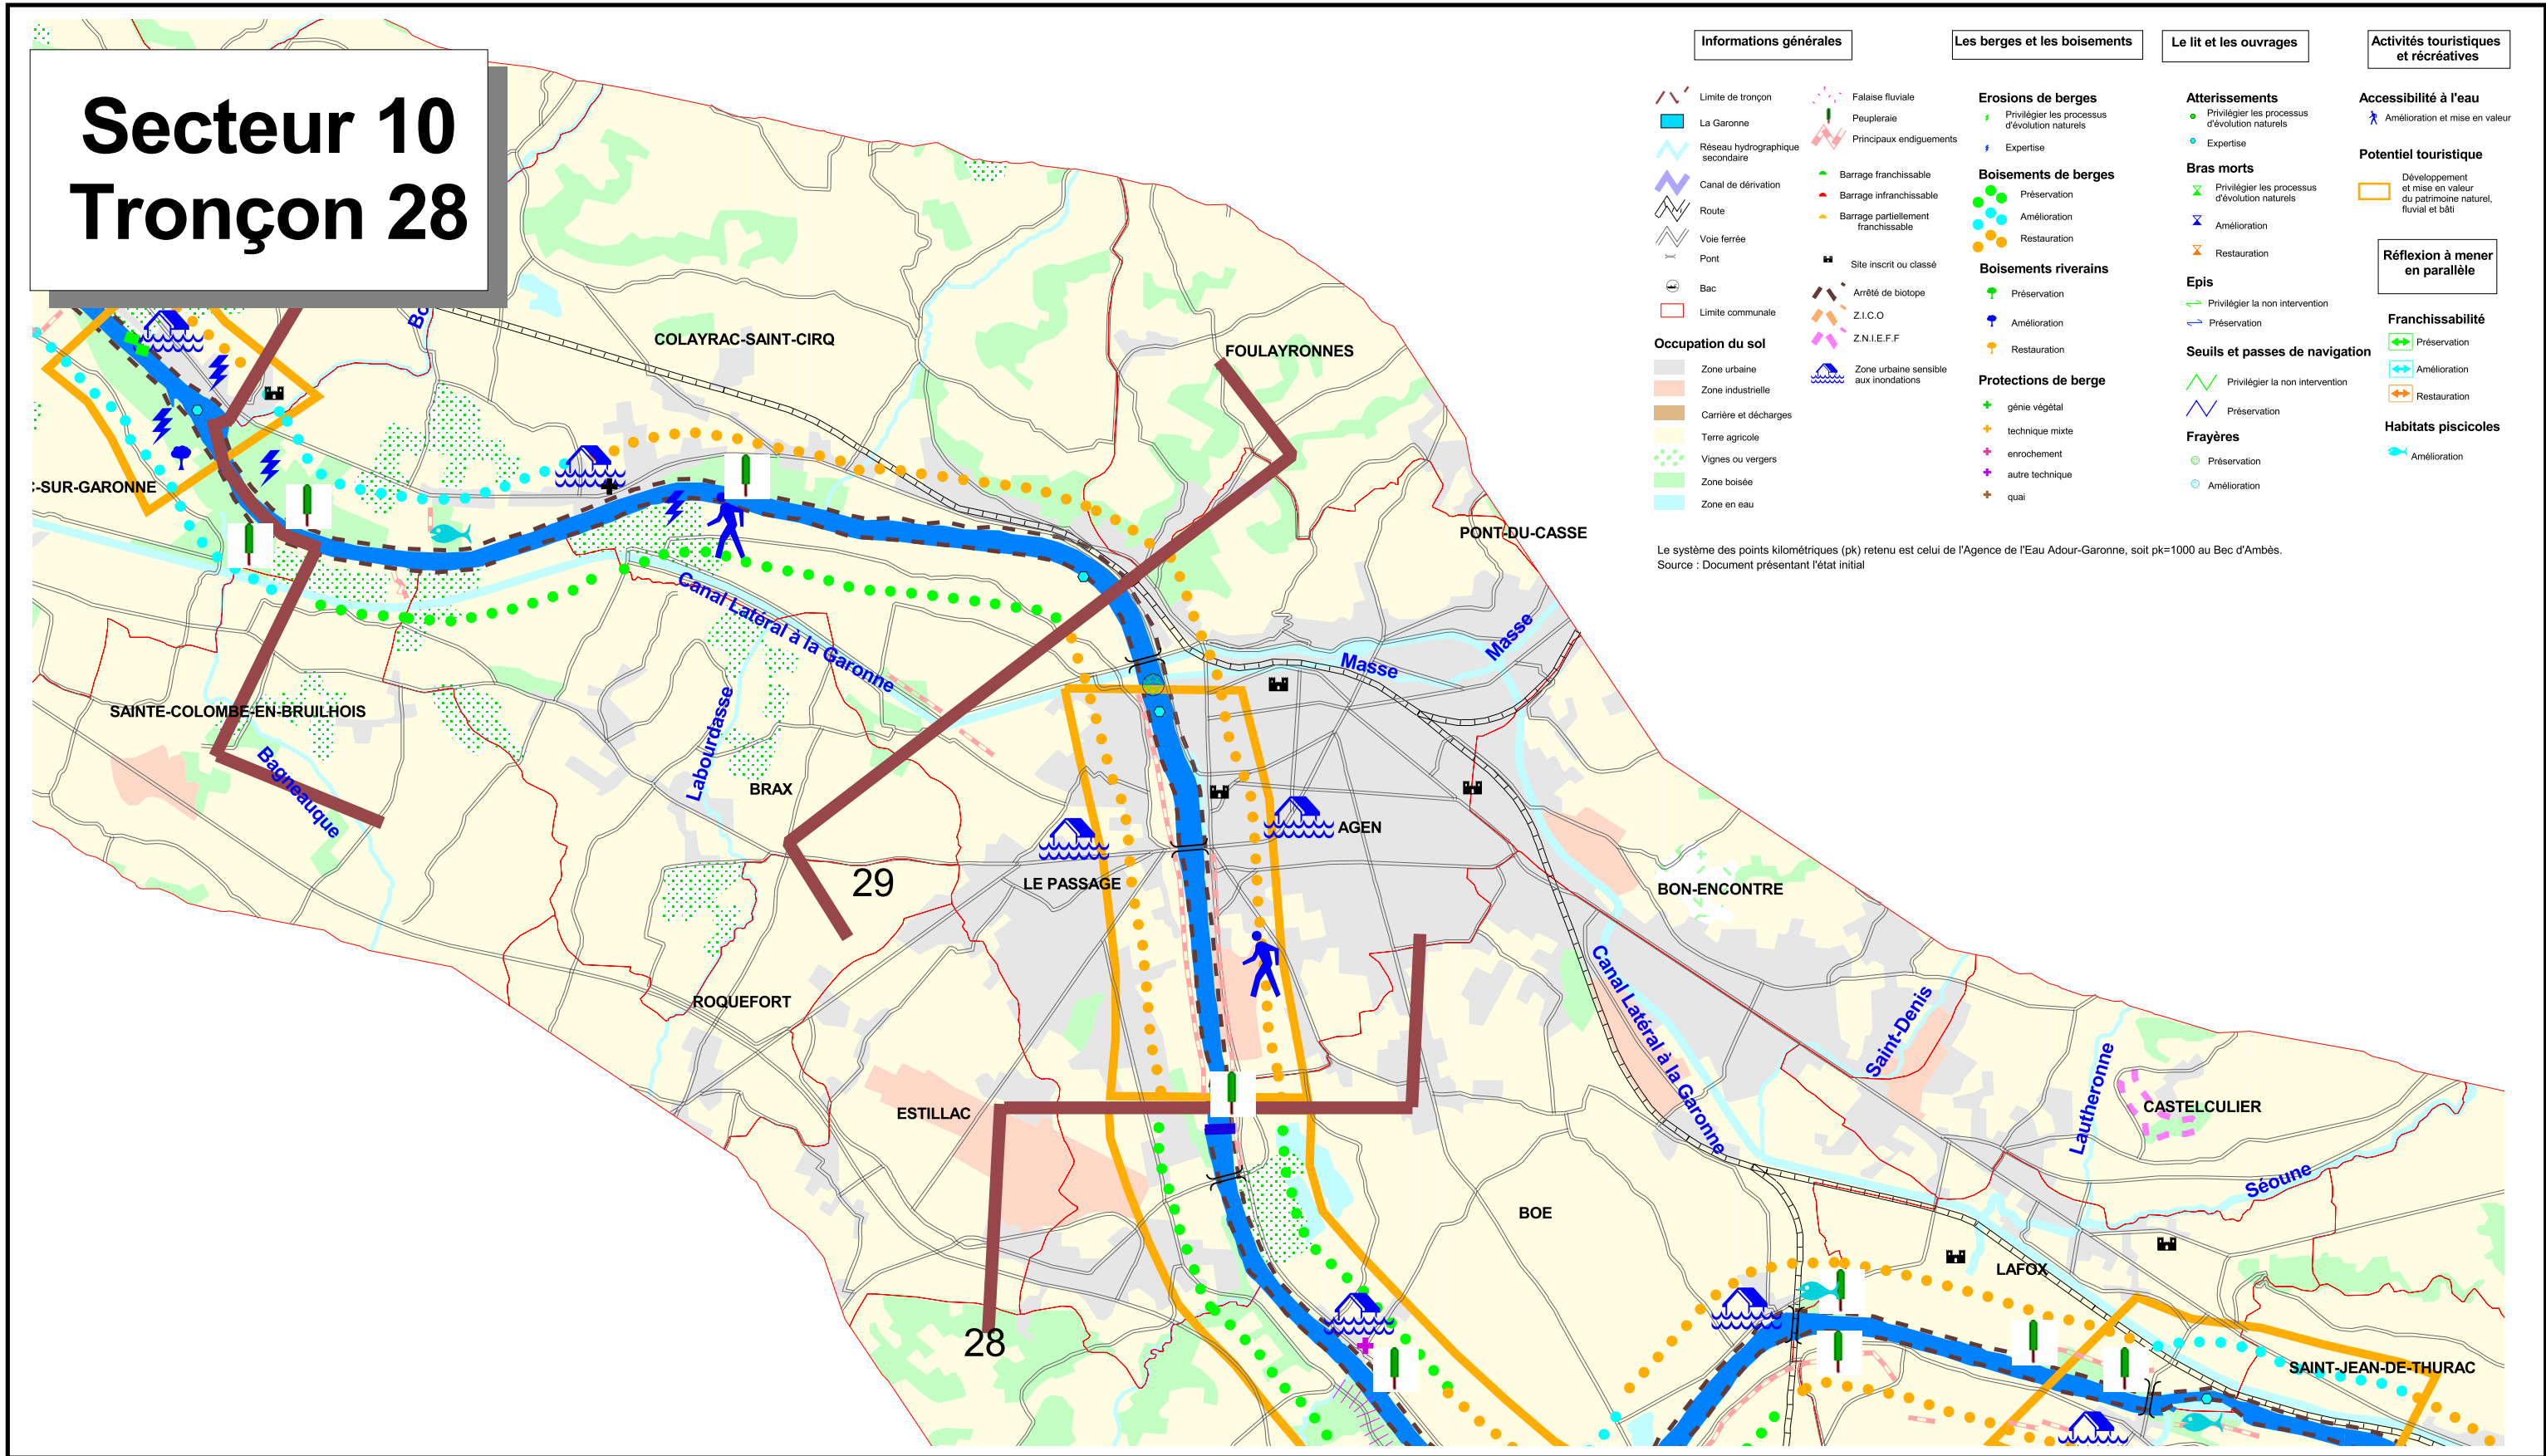 Secteur 10
Tronçon 28
Informations générales
Limite de tronçon
La Garonne
Réseau hydrographique
secondaire
Canal de dérivation
Route
Voie ferrée
Pont
Bac
Limite communale
Occupation du sol
Zone urbaine
Zone industrielle
Carrière et décharges
Terre agricole
Vignes ou vergers
Zone boisée
Zone en eau
Falaise fluviale
Peupleraie
Principaux endiguements
Barrage franchissable
Barrage infranchissable
Barrage partiellement
franchissable
Site inscrit ou classé
Arrêté de biotope
Z.I.C.O
Z.N.I.E.F.F
Zone urbaine sensible
aux inondations
Les berges et les boisements
Erosions de berges
Privilégier les processus
d'évolution naturels
Expertise
Boisements de berges
Préservation
Amélioration
Restauration
Boisements riverains
Préservation
Amélioration
Restauration
Protections de berge
génie végétal
technique mixte
enrochement
autre technique
quai
Le lit et les ouvrages
Atterissements
Privilégier les processus
d'évolution naturels
Expertise
Bras morts
Privilégier les processus
d'évolution naturels
Amélioration
Restauration
Epis
Privilégier la non intervention
Préservation
Seuils et passes de navigation
Privilégier la non intervention
Préservation
Frayères
Préservation
Amélioration
Activités touristiques
et récréatives
Accessibilité à l'eau
Amélioration et mise en valeur
Potentiel touristique
Développement
et mise en valeur
du patrimoine naturel,
fluvial et bâti
Réflexion à mener
en parallèle
Franchissabilité
Préservation
Amélioration
Restauration
Habitats piscicoles
Amélioration
Le système des points kilométriques (pk) retenu est celui de l'Agence de l'Eau Adour-Garonne, soit pk=1000 au Bec d'Ambès.
Source : Document présentant l'état initial
Bo
COLAYRAC-SAINT-CIRQ
FOULAYRONNES
C-SUR-GARONNE
PONT-DU-CASSE
Canal Latéral à la Garonne
Masse
Masse
SAINTE-COLOMBE-EN-BRUILHOIS
Bagneauque
Labourdasse
BRAX
AGEN
29
LE PASSAGE
BON-ENCONTRE
ROQUEFORT
Canal Latéral à la Garonne
Saint-Denis
Lautheronne
ESTILLAC
CASTELCULIER
Séoune
BOE
LAFOX
28
SAINT-JEAN-DE-THURAC